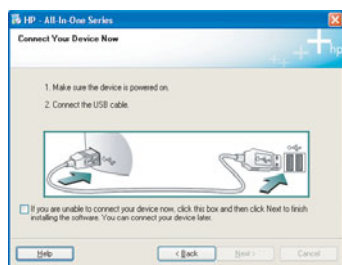 HP - All-In-One Series
Connect Your Device Now
hp
1. Make sure the device is powered on.
2. Connect the USB cable.
If you are unable to connect your device now, click this box and then click Next to finish
installing the software. You can connect your device later.
Help
< Back
Next >
Cancel